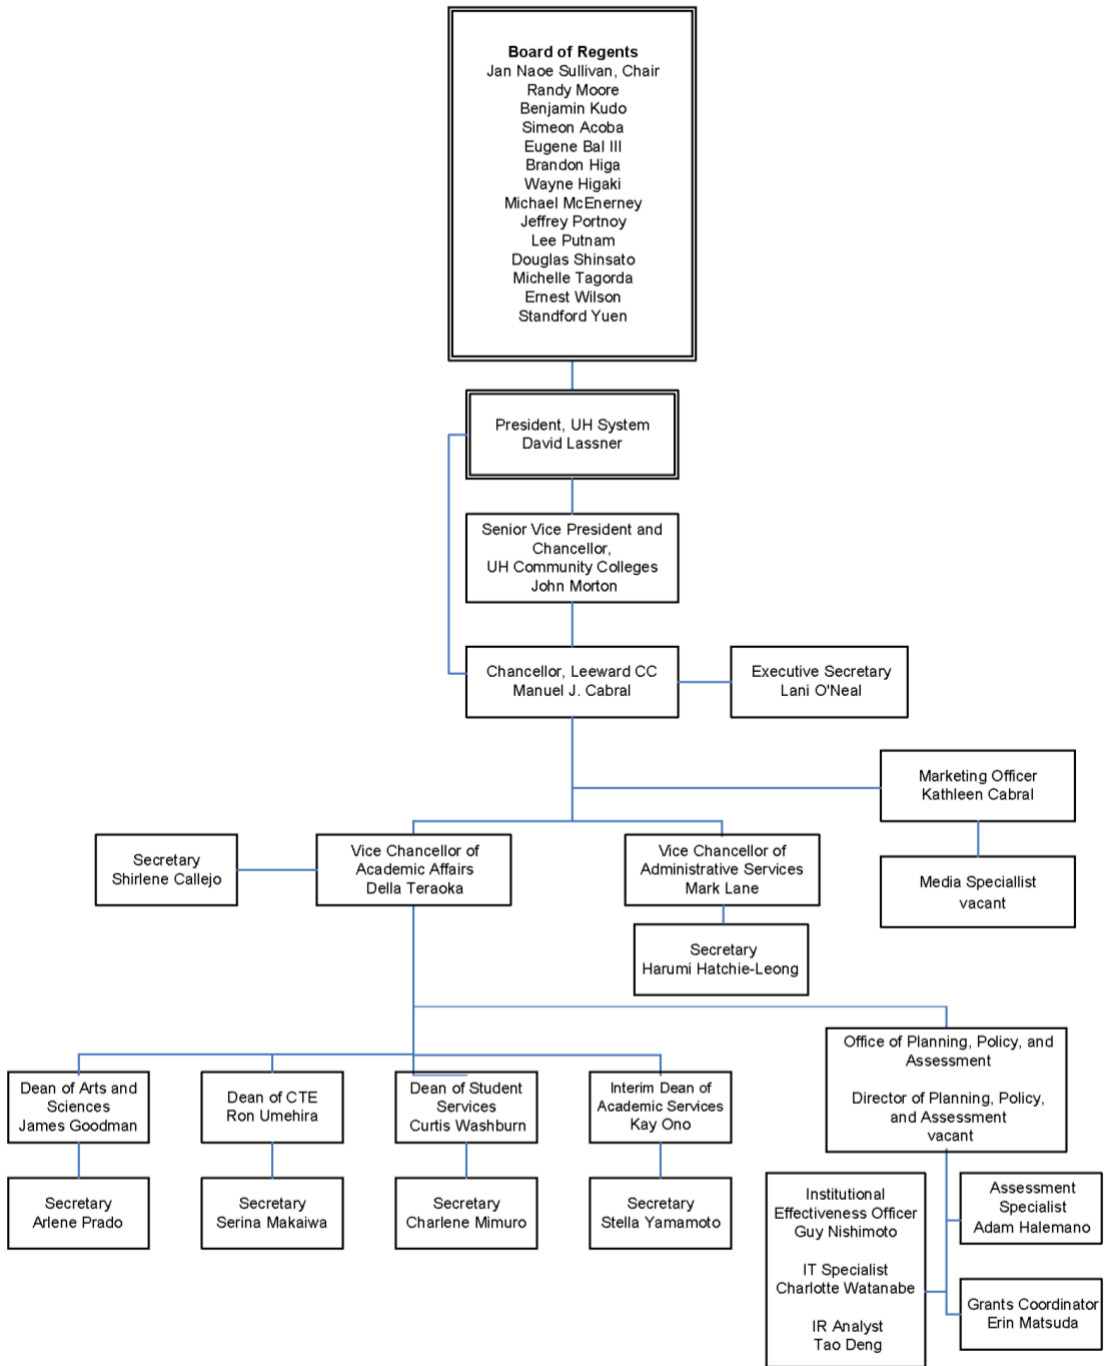 Board of Regents
Jan Naoe Sullivan, Chair
Randy Moore
Benjamin Kudo
Simeon Acoba
Eugene Bal III
Brandon Higa
Wayne Higaki
Michael McEnerney
Jeffrey Portnoy
Lee Putnam
Douglas Shinsato
Michelle Tagorda
Ernest Wilson
Standford Yuen
President, UH System
David Lassner
Senior Vice President and
Chancellor,
UH Community Colleges
John Morton
Chancellor, Leeward CC
Manuel J. Cabral
Executive Secretary
Lani O'Neal
Marketing Officer
Kathleen Cabral
Media Speciallist
vacant
Secretary
Shirlene Callejo
Vice Chancellor of
Academic Affairs
Della Teraoka
Vice Chancellor of
Administrative Services
Mark Lane
Secretary
Harumi Hatchie-Leong
Office of Planning, Policy, and
Assessment
Director of Planning, Policy,
and Assessment
vacant
Dean of Arts and
Sciences
James Goodman
Dean of CTE
Ron Umehira
Dean of Student
Services
Curtis Washburn
Interim Dean of
Academic Services
Kay Ono
Secretary
Arlene Prado
Secretary
Serina Makaiwa
Secretary
Charlene Mimuro
Secretary
Stella Yamamoto
Institutional
Effectiveness Officer
Guy Nishimoto
IT Specialist
Charlotte Watanabe
IR Analyst
Tao Deng
Assessment
Specialist
Adam Halemano
Grants Coordinator
Erin Matsuda